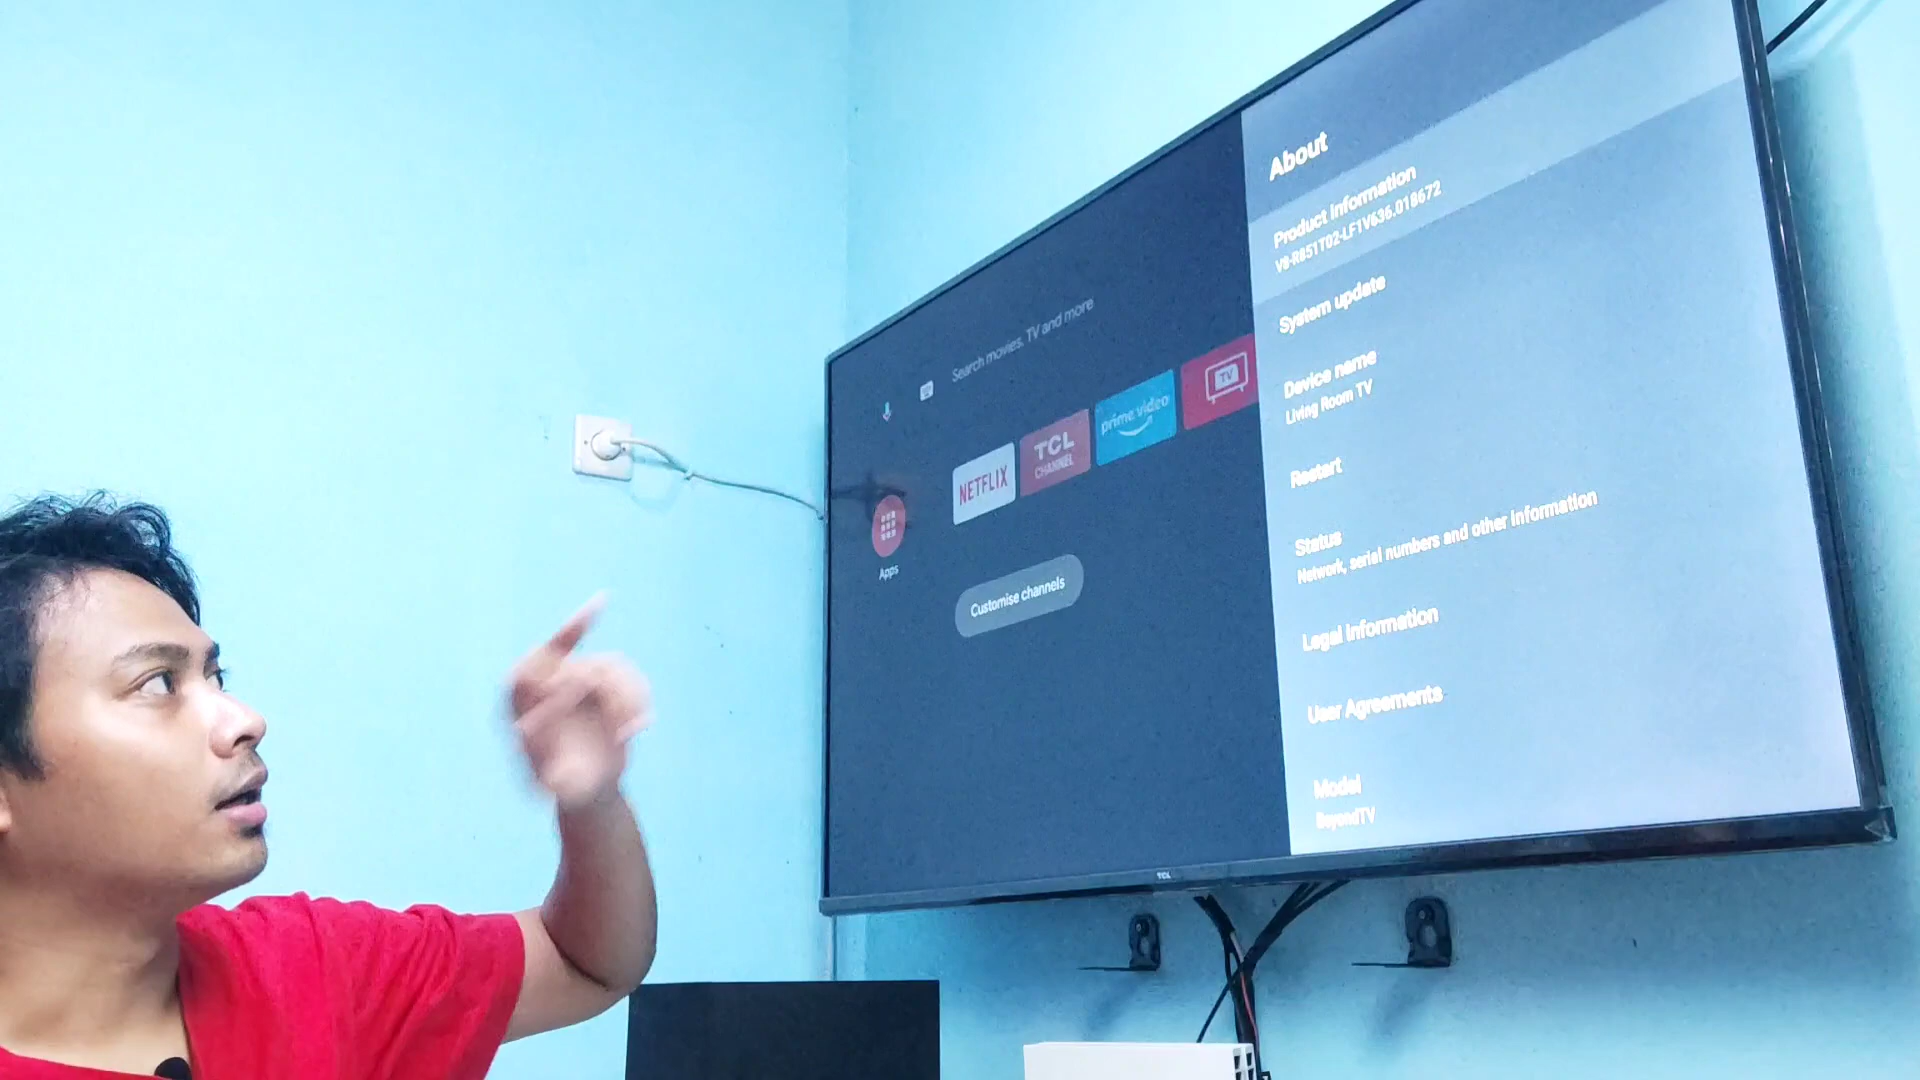 Search movies, TV and more
NETFLIX
TCL
CHANNEL
prime video
TV
Apps
Customise channels
TCL
About
Product information
V8-R851T02-LF1V636.018672
System update
Device name
Living Room TV
Restart
Status
Network, serial numbers and other information
Legal information
User Agreements
Model
BeyondTV